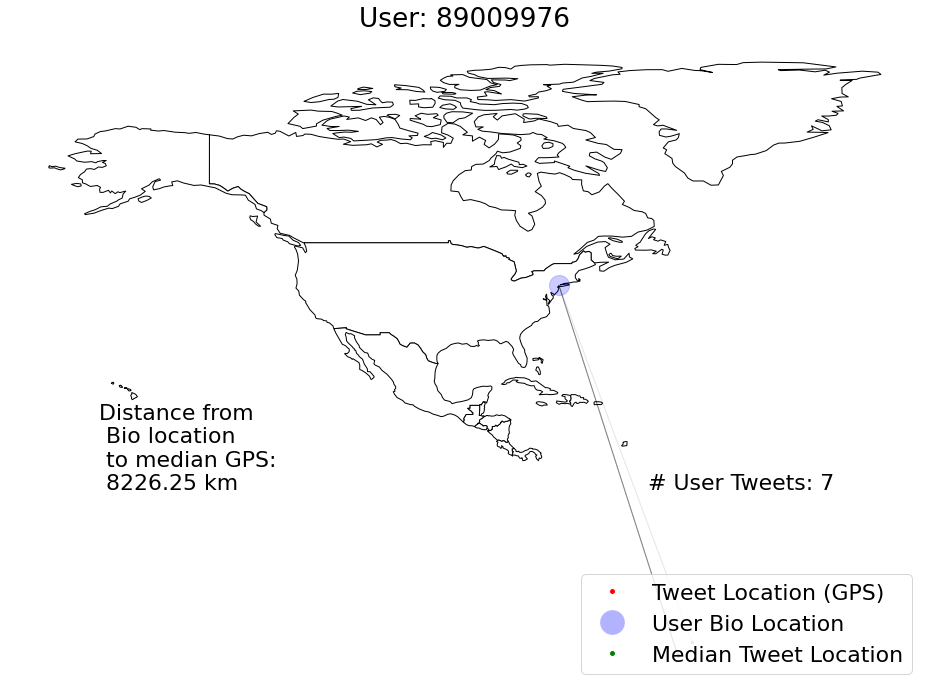 User: 89009976
Distance from
Bio location
to median GPS:
8226.25 km
# User Tweets: 7
Tweet Location (GPS)
User Bio Location
Median Tweet Location